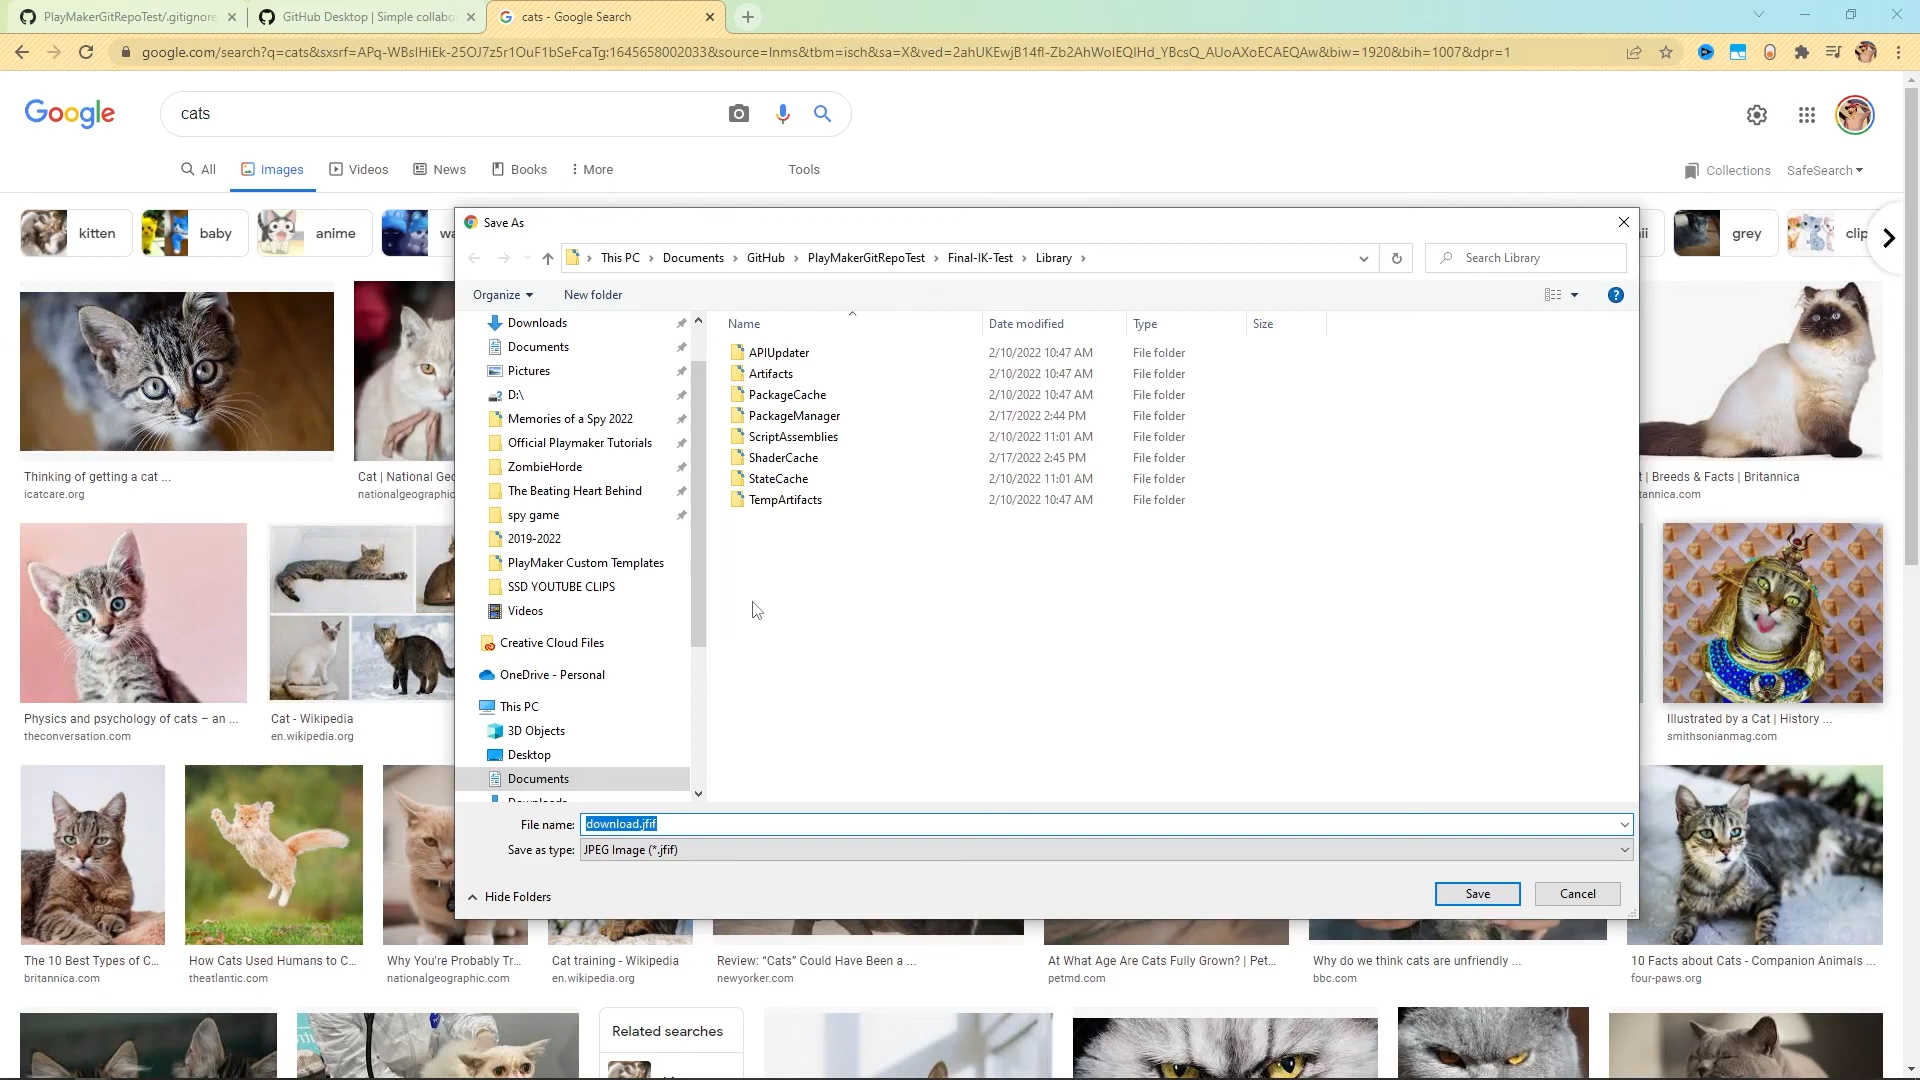 PlayMakerGitRepoTest/.gitignore
GitHub Desktop | Simple collabo
cats - Google Search
google.com/search?q=cats&sxsrf=APq-WBslHiEk-25OJ7z5r1OuF1bSeFcaTg:1645658002033&source=lnms&tbm=isch&sa=X&ved=2ahUKEwjB14fl-Zb2AhWolEQIHd_YBcsQ_AUoAXoECAEQAw&biw=1920&bih=1007&dpr=1
Google
cats
All
Images
Videos
News
Books
More
Tools
Collections
SafeSearch
kitten
baby
anime
wa
ii
grey
clip
Save As
This PC
Documents
GitHub
PlayMakerGitRepoTest
Final-IK-Test
Library
Search Library
Organize
New folder
Downloads
Documents
Pictures
D:\
Memories of a Spy 2022
Official Playmaker Tutorials
ZombieHorde
The Beating Heart Behind
spy game
2019-2022
PlayMaker Custom Templates
SSD YOUTUBE CLIPS
Videos
Creative Cloud Files
OneDrive - Personal
This PC
3D Objects
Desktop
Documents
Downloads
Name Date modified Type Size
APIUpdater 2/10/2022 10:47 AM File folder
Artifacts 2/10/2022 10:47 AM File folder
PackageCache 2/10/2022 10:47 AM File folder
PackageManager 2/17/2022 2:44 PM File folder
ScriptAssemblies 2/10/2022 11:01 AM File folder
ShaderCache 2/17/2022 2:45 PM File folder
StateCache 2/10/2022 11:01 AM File folder
TempArtifacts 2/10/2022 10:47 AM File folder
File name: download.jfif
Save as type: JPEG Image (*.jfif)
Hide Folders
Save
Cancel
Thinking of getting a cat ...
icatcare.org
Cat | National Geo
nationalgeographic
t | Breeds & Facts | Britannica
tannica.com
Physics and psychology of cats – an ...
theconversation.com
Cat - Wikipedia
en.wikipedia.org
Illustrated by a Cat | History ...
smithsonianmag.com
The 10 Best Types of C...
britannica.com
How Cats Used Humans to C...
theatlantic.com
Why You're Probably Tr...
nationalgeographic.com
Cat training - Wikipedia
en.wikipedia.org
Review: “Cats” Could Have Been a ...
newyorker.com
At What Age Are Cats Fully Grown? | Pet...
petmd.com
Why do we think cats are unfriendly ...
bbc.com
10 Facts about Cats - Companion Animals ...
four-paws.org
Related searches